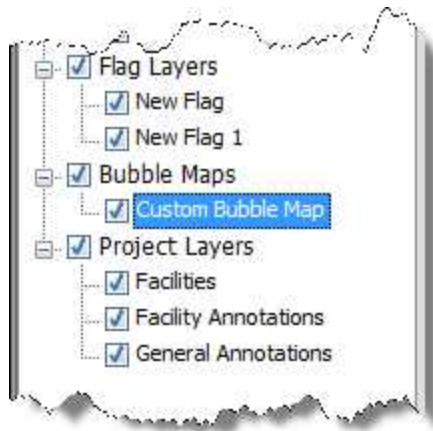 Flag Layers
New Flag
New Flag 1
Bubble Maps
Custom Bubble Map
Project Layers
Facilities
Facility Annotations
General Annotations